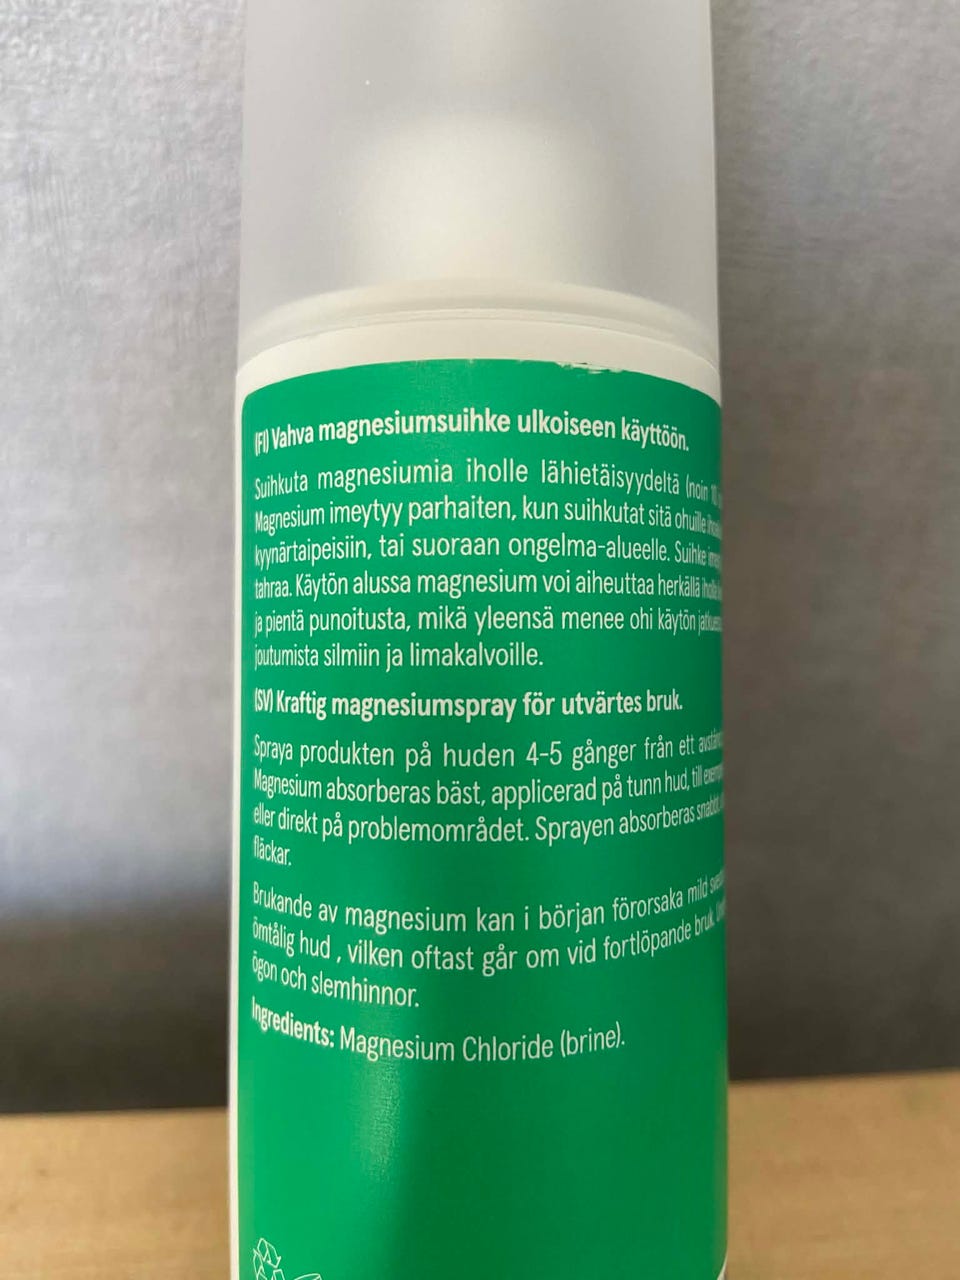 (FI) Vahva magnesiumsuihke ulkoiseen käyttöön.
Suihkuta magnesiumia iholle lähietäisyydeltä (noin 10
Magnesium imeytyy parhaiten, kun suihkutat sitä ohuille
kyynärtaipeisiin, tai suoraan ongelma-alueelle. Suihke
tahraa. Käytön alussa magnesium voi aiheuttaa herkällä
ja pientä punoitusta, mikä yleensä menee ohi käytön
joutumista silmiin ja limakalvoille.
(SV) Kraftig magnesiumspray för utvärtes bruk.
Spraya produkten på huden 4-5 gånger från ett
Magnesium absorberas bäst, applicerad på tunn hud, till
eller direkt på problemområdet. Sprayen absorberas
fläckar.
Brukande av magnesium kan i början förorsaka mild
ömtålig hud , vilken oftast går om vid fortlöpande bruk.
ögon och slemhinnor.
Ingredients: Magnesium Chloride (brine).